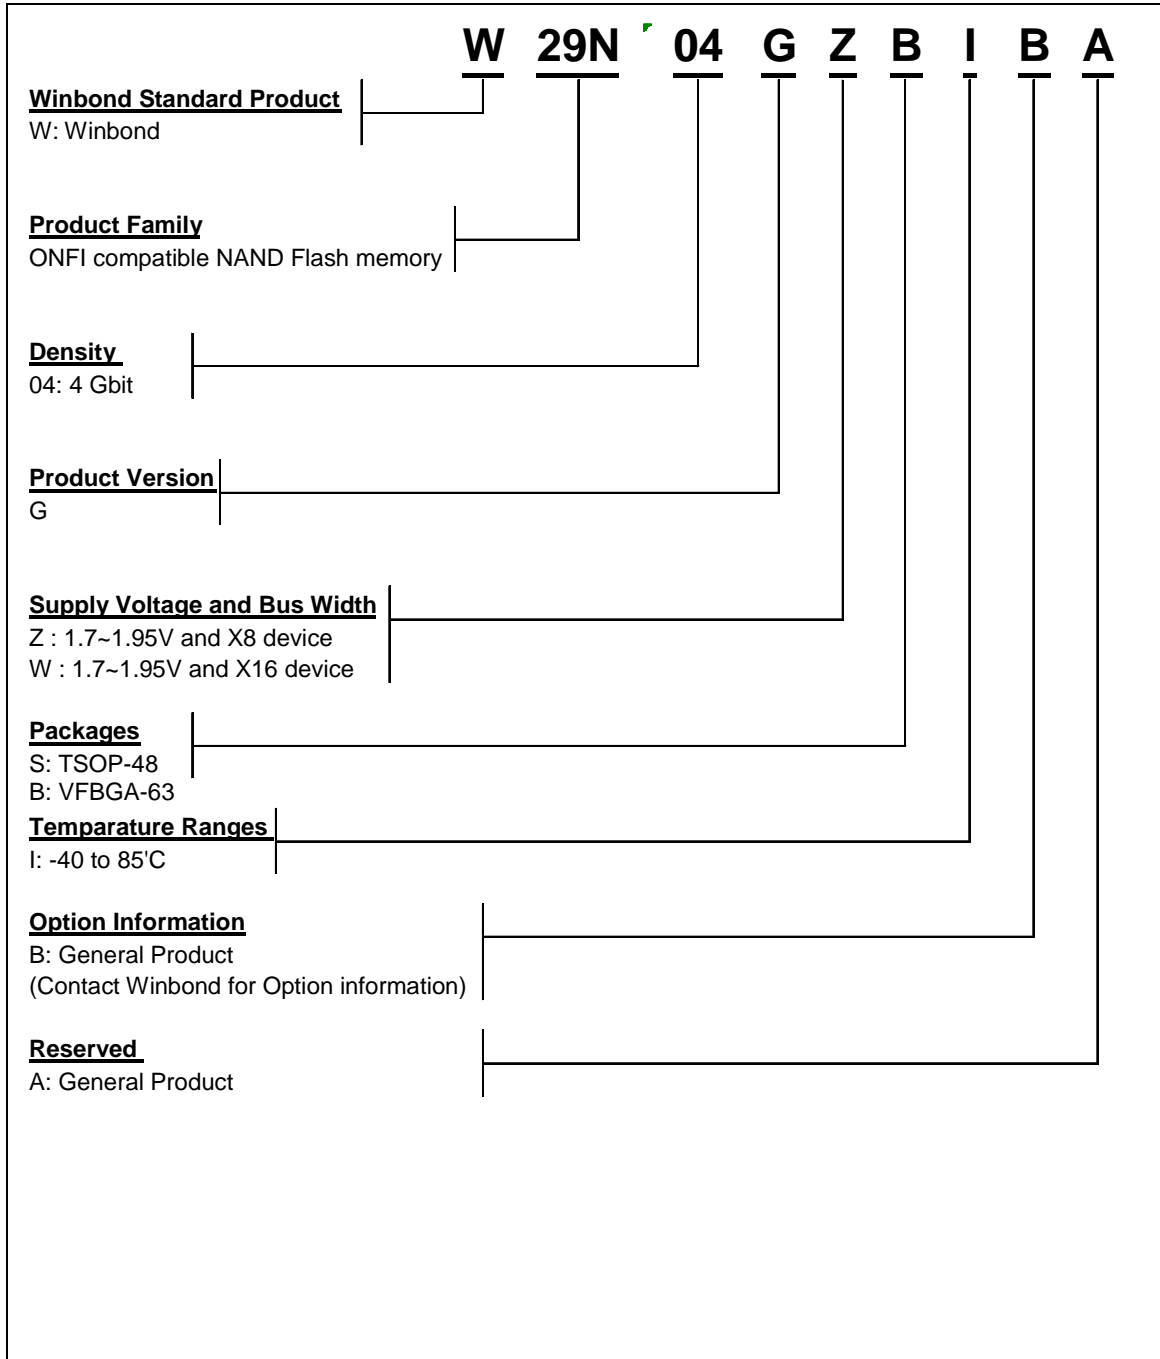 W 29N 04 G Z B I B A
Winbond Standard Product
W: Winbond
Product Family
ONFI compatible NAND Flash memory
Density
04: 4 Gbit
Product Version
G
Supply Voltage and Bus Width
Z : 1.7~1.95V and X8 device
W : 1.7~1.95V and X16 device
Packages
S: TSOP-48
B: VFBGA-63
Temparature Ranges
I: -40 to 85'C
Option Information
B: General Product
(Contact Winbond for Option information)
Reserved
A: General Product